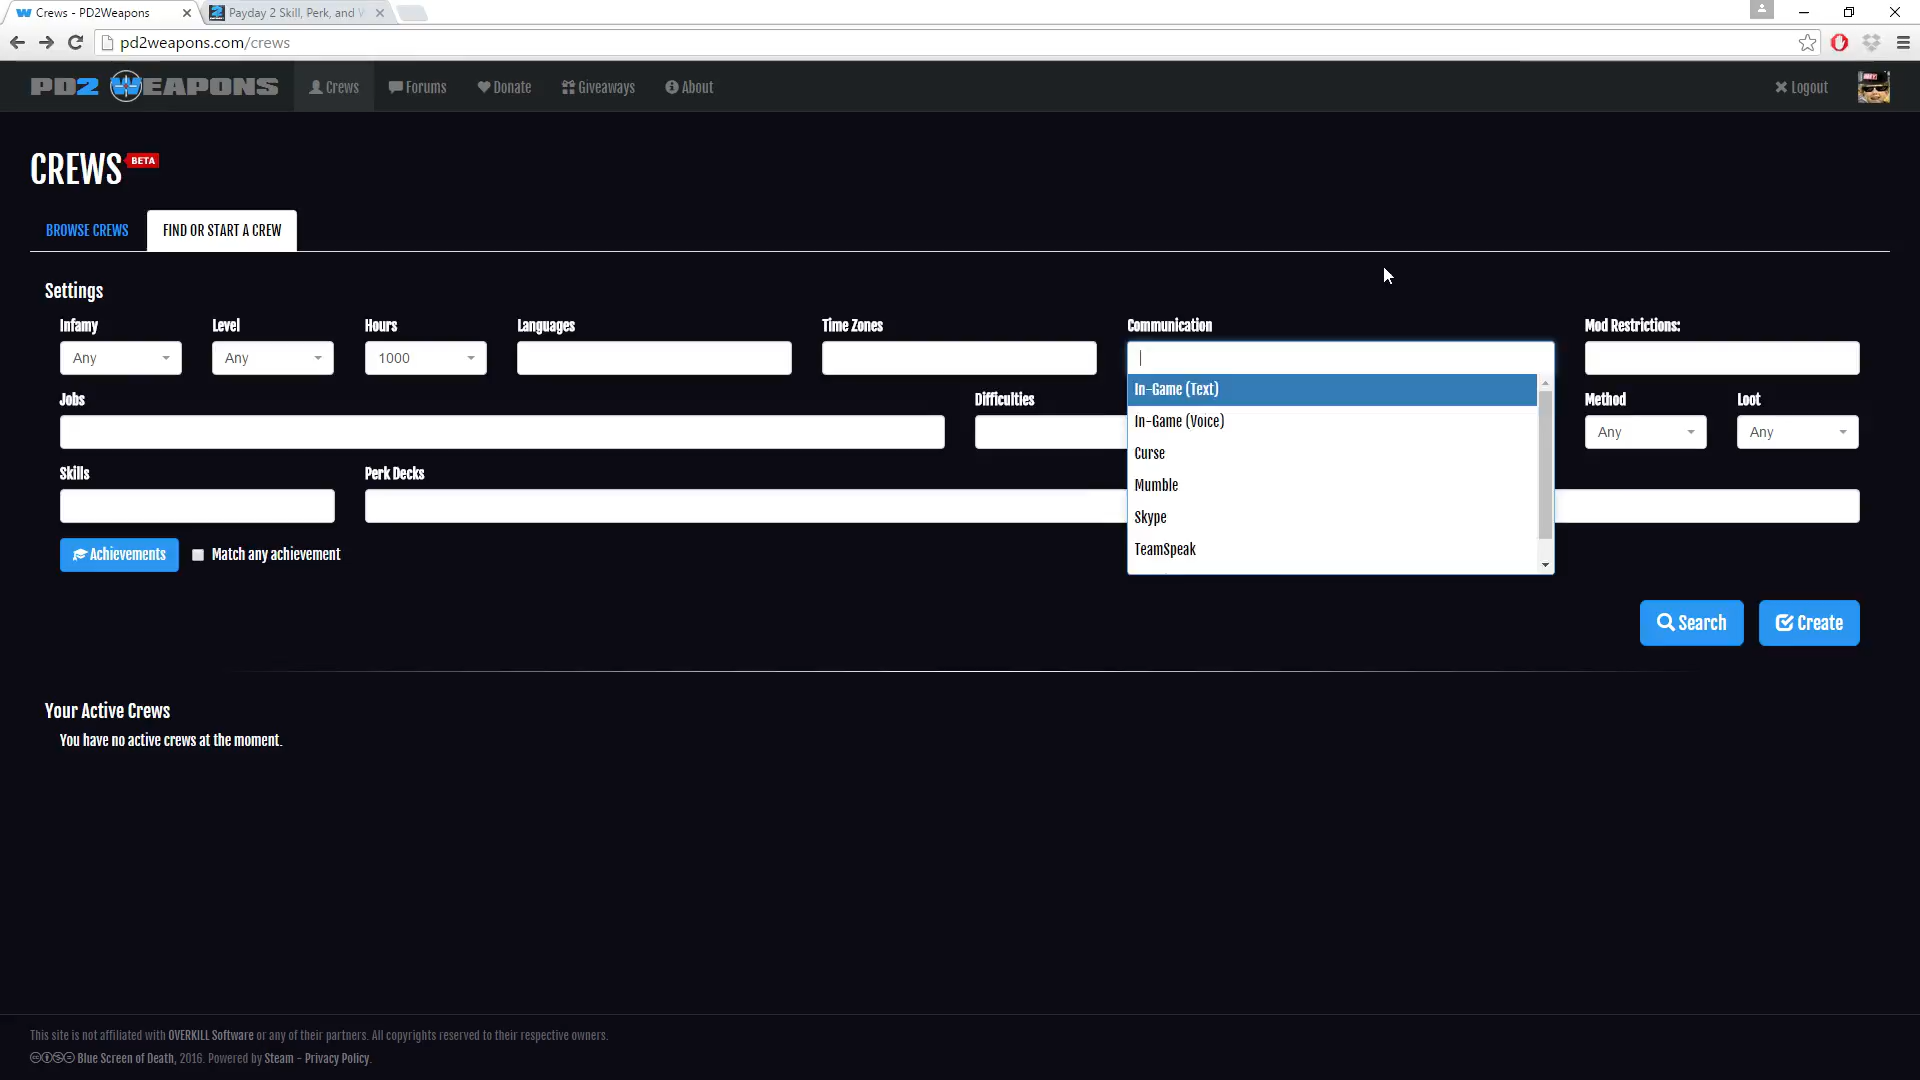 Crews - PD2Weapons
Payday 2 Skill, Perk, and
pd2weapons.com/crews
PD2 WEAPONS
Crews
Forums
Donate
Giveaways
About
Logout
CREWS BETA
BROWSE CREWS
FIND OR START A CREW
Settings
Infamy
Level
Hours
Languages
Time Zones
Communication
Mod Restrictions:
Any
Any
1000
In-Game (Text)
In-Game (Voice)
Curse
Mumble
Skype
TeamSpeak
Jobs
Difficulties
Method
Loot
Any
Any
Skills
Perk Decks
Achievements
Match any achievement
Search
Create
Your Active Crews
You have no active crews at the moment.
This site is not affiliated with OVERKILL Software or any of their partners. All copyrights reserved to their respective owners.
Blue Screen of Death, 2016. Powered by Steam - Privacy Policy.